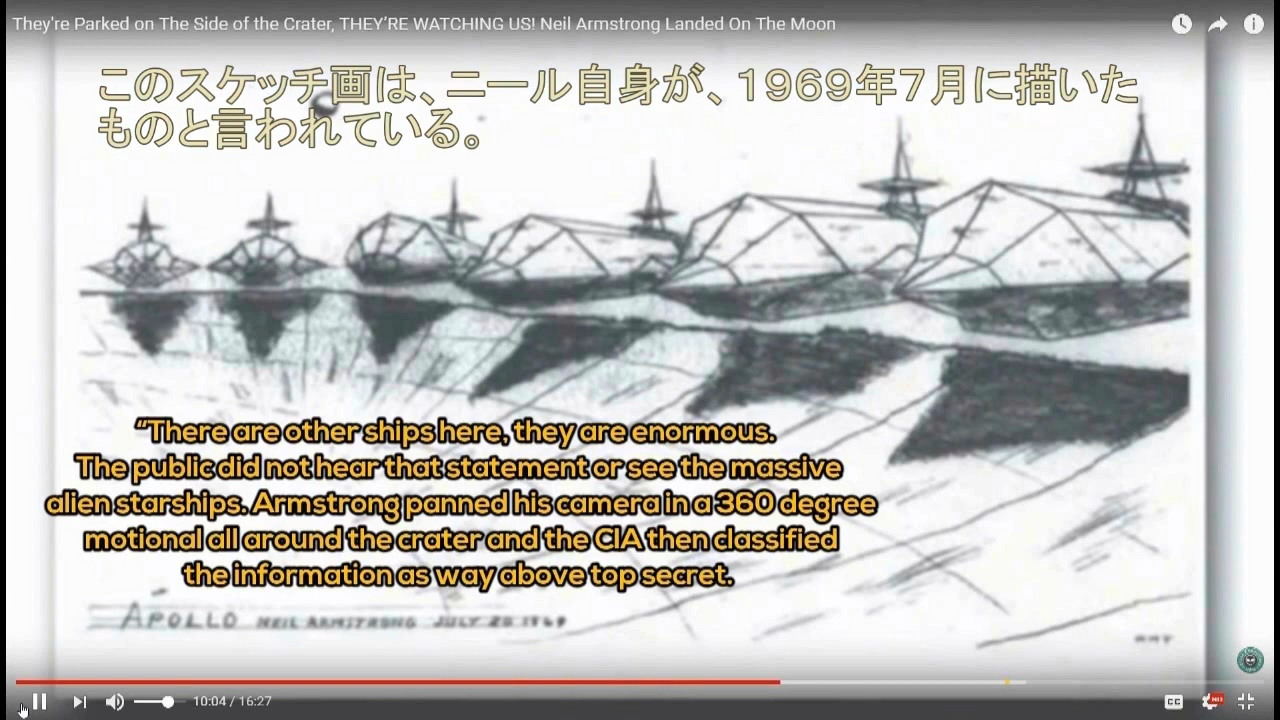 They're Parked on The Side of the Crater, THEY'RE WATCHING US! Neil Armstrong Landed On The Moon
このスケッチ画は、ニール自身が、1969年7月に描いた
ものと言われている。
“There are other ships here, they are enormous.
The public did not hear that statement or see the massive
alien starships. Armstrong panned his camera in a 360 degree
motional all around the crater and the CIA then classified
the information as way above top secret.
APOLLO NEIL ARMSTRONG JULY 20 1969
10:04 / 16:27
CC
HD